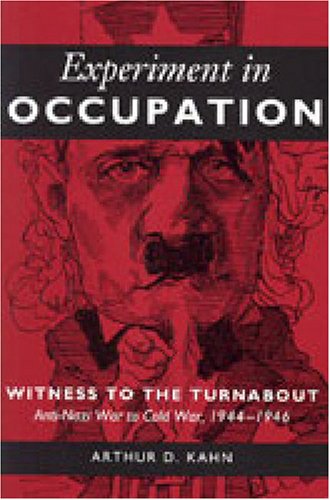 Experiment in
OCCUPATION
WITNESS TO THE TURNABOUT
Anti-Nazi War to Cold War, 1944–1946
ARTHUR D. KAHN